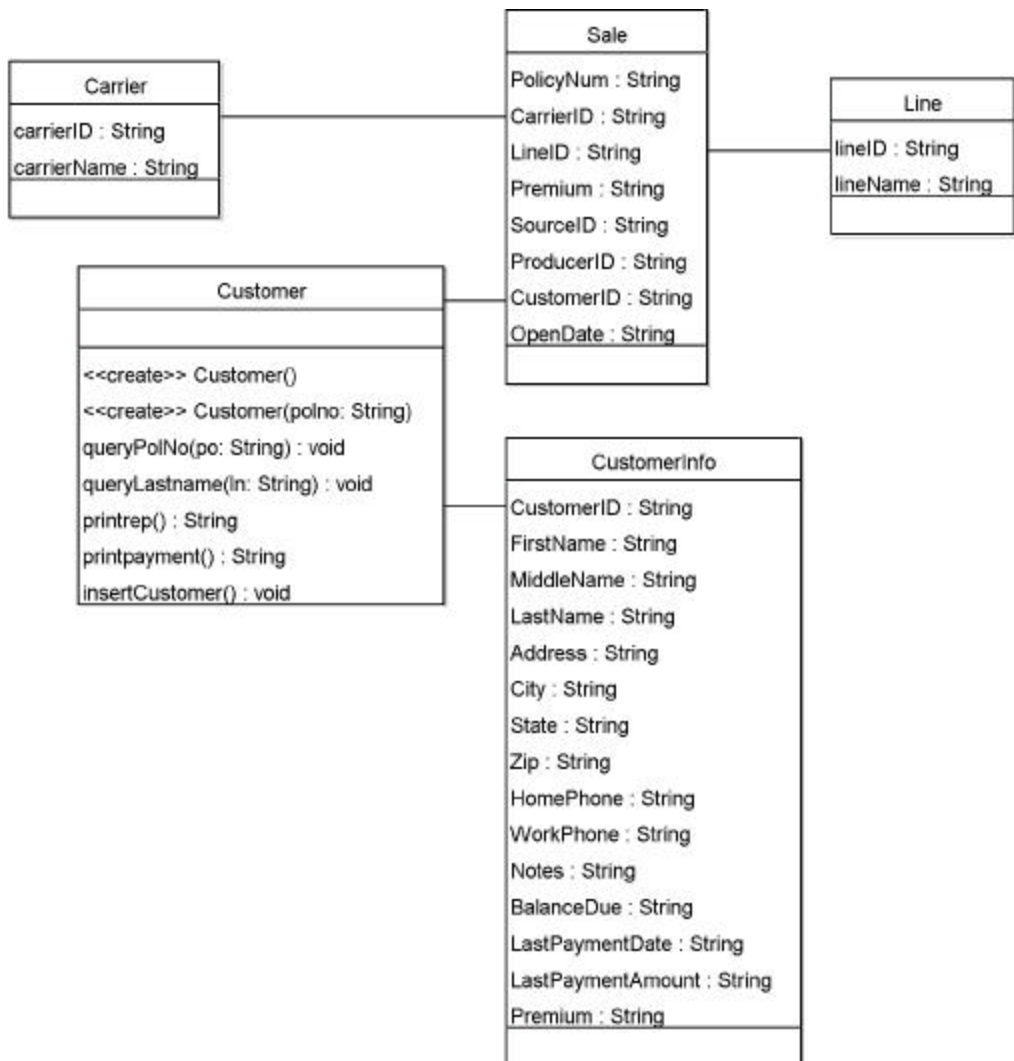 Carrier
carrierID : String
carrierName : String
Sale
PolicyNum : String
CarrierID : String
LineID : String
Premium : String
SourceID : String
ProducerID : String
CustomerID : String
OpenDate : String
Line
lineID : String
lineName : String
Customer
<<create>> Customer()
<<create>> Customer(polno: String)
queryPolNo(po: String) : void
queryLastname(ln: String) : void
printrep() : String
printpayment() : String
insertCustomer() : void
CustomerInfo
CustomerID : String
FirstName : String
MiddleName : String
LastName : String
Address : String
City : String
State : String
Zip : String
HomePhone : String
WorkPhone : String
Notes : String
BalanceDue : String
LastPaymentDate : String
LastPaymentAmount : String
Premium : String